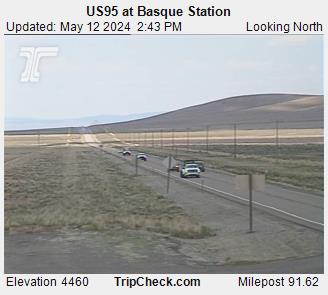 US95 at Basque Station
Updated: May 12 2024 2:43 PM Looking North
Elevation 4460 TripCheck.com Milepost 91.62